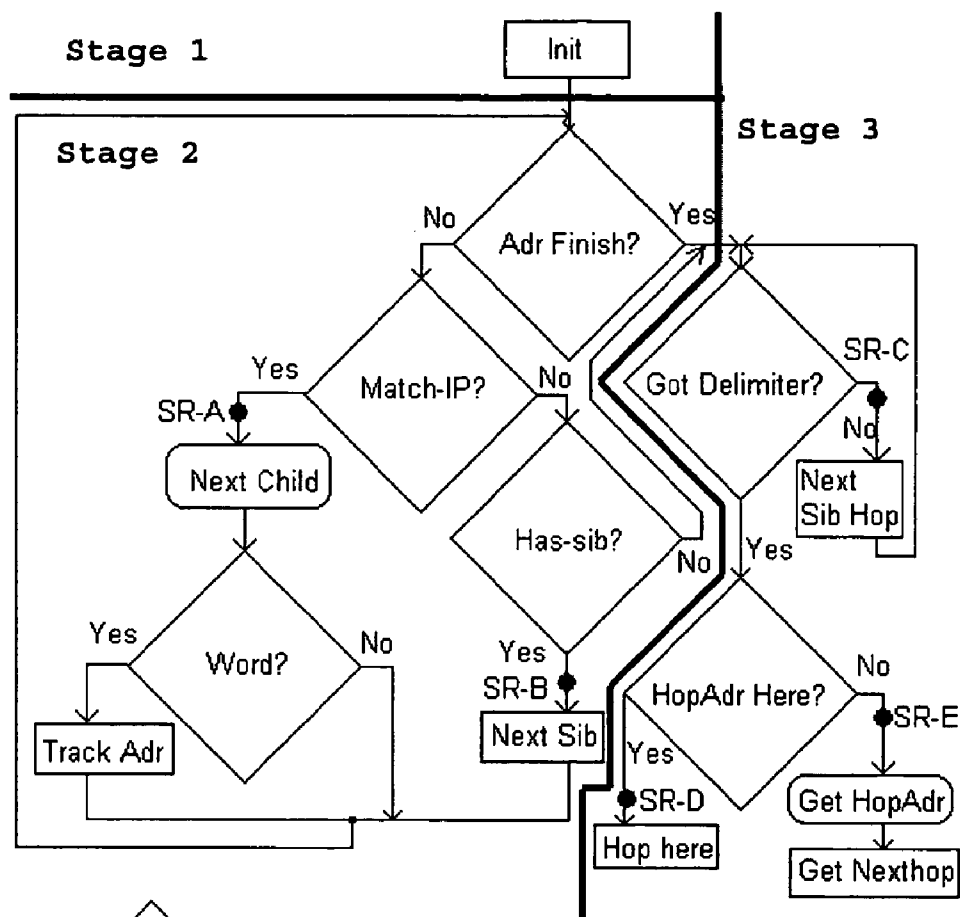 Stage 1
Init
Stage 2
Stage 3
No
Yes
Adr Finish?
Yes
Match-IP?
No
Got Delimiter?
SR-C
No
SR-A
Next Child
Next
Sib Hop
Has-sib?
No
Yes
Yes
Word?
No
Yes
SR-B
HopAdr Here?
No
SR-E
Track Adr
Next Sib
Yes
SR-D
Get HopAdr
Hop here
Get Nexthop